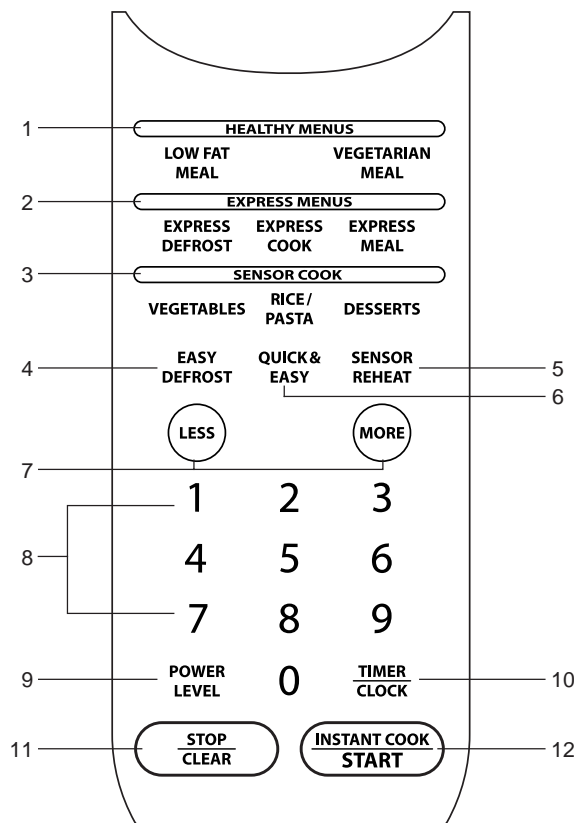 1 HEALTHY MENUS
LOW FAT VEGETARIAN
MEAL MEAL
2 EXPRESS MENUS
EXPRESS EXPRESS EXPRESS
DEFROST COOK MEAL
3 SENSOR COOK
VEGETABLES RICE/ DESSERTS
PASTA
EASY QUICK & SENSOR
4 DEFROST EASY REHEAT 5
6
LESS MORE
7
1 2 3
8
4 5 6
7 8 9
9 POWER 0 TIMER 10
LEVEL CLOCK
11 STOP INSTANT COOK 12
CLEAR START